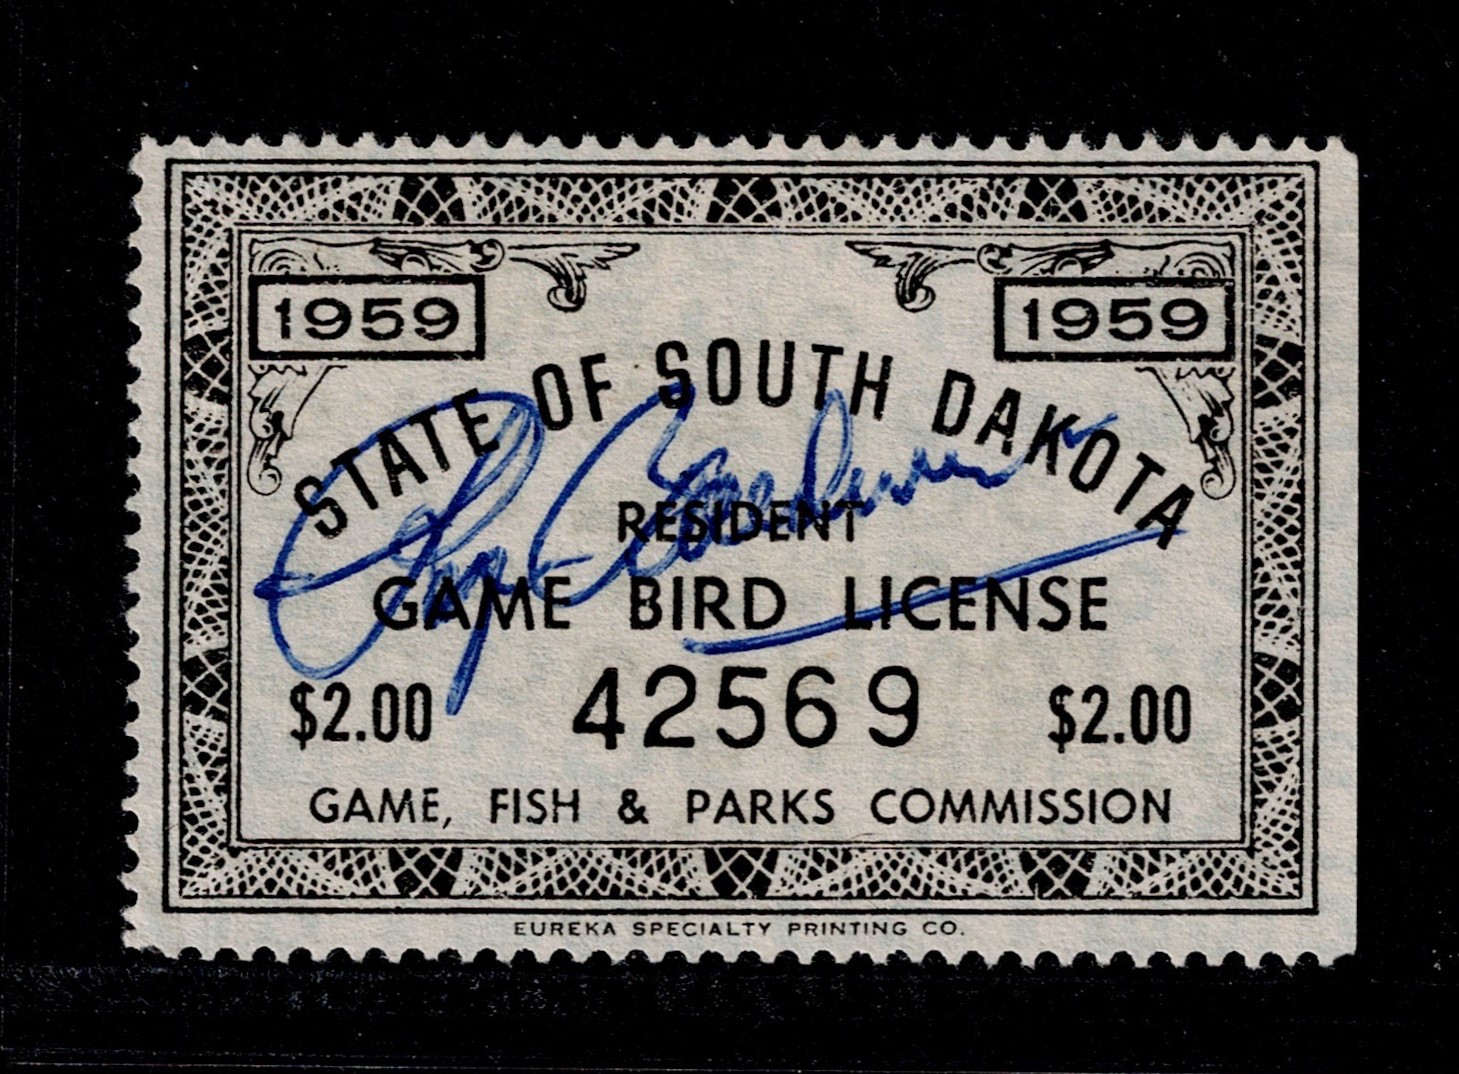 1959 1959
STATE OF SOUTH DAKOTA
RESIDENT
GAME BIRD LICENSE
$2.00 42569 $2.00
GAME, FISH & PARKS COMMISSION
EUREKA SPECIALTY PRINTING CO.